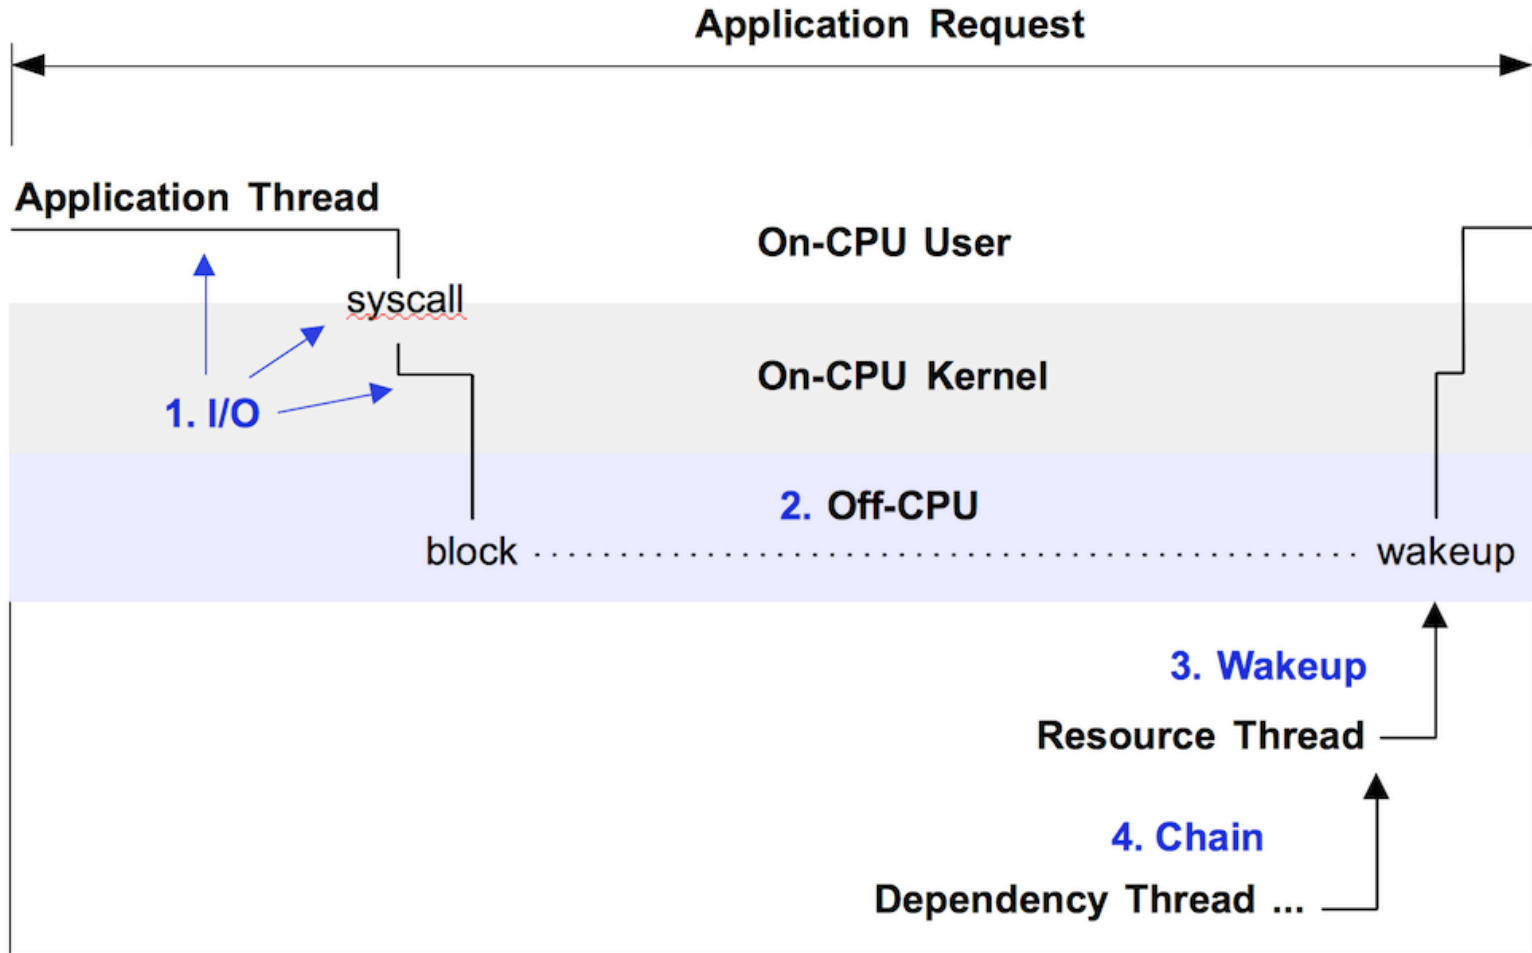 Application Request
Application Thread
On-CPU User
syscall
On-CPU Kernel
1. I/O
2. Off-CPU
block wakeup
3. Wakeup
Resource Thread
4. Chain
Dependency Thread ...